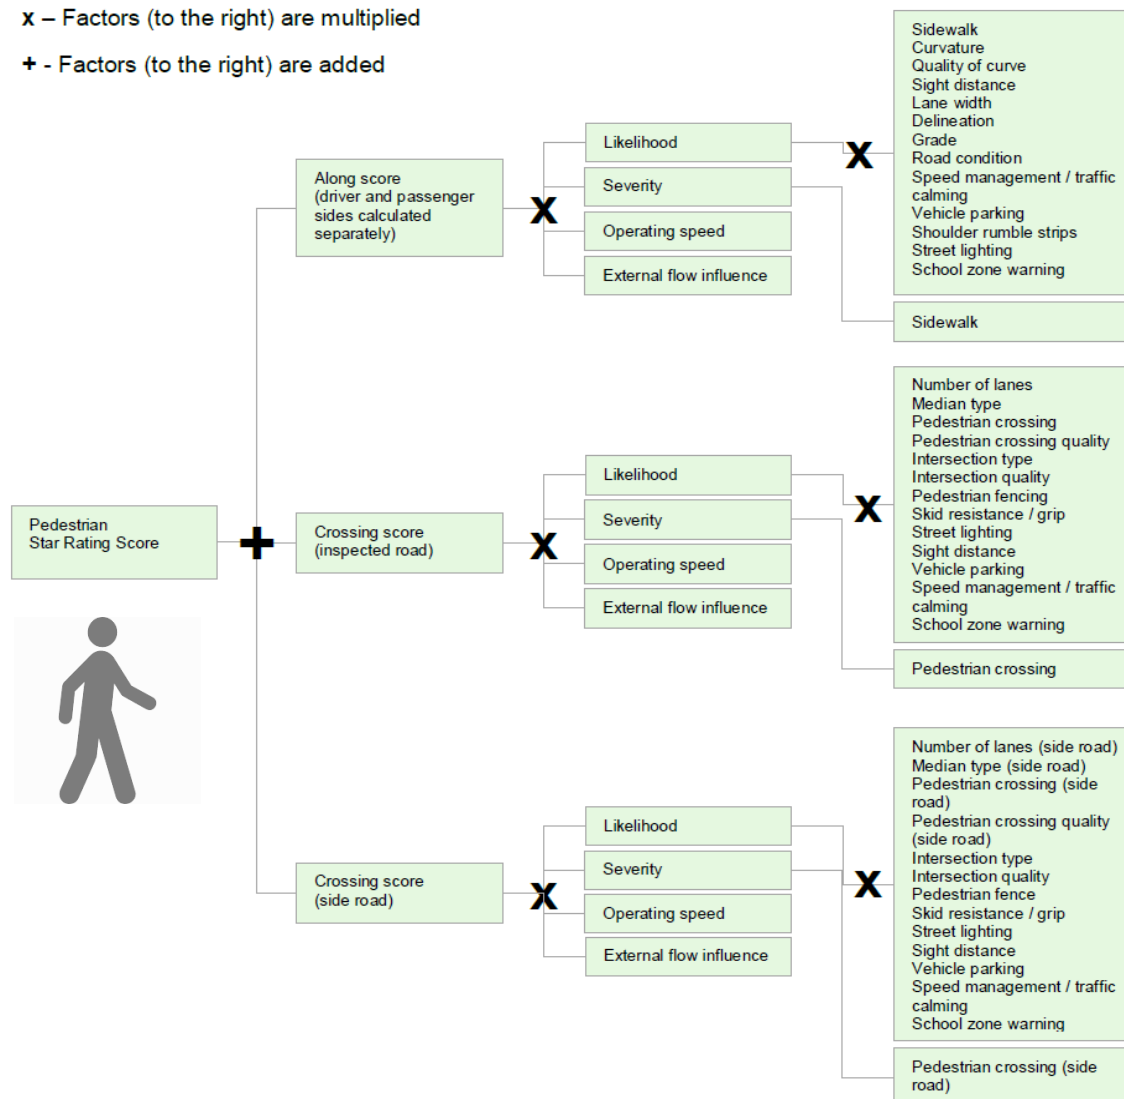 x – Factors (to the right) are multiplied
+ - Factors (to the right) are added
Pedestrian
Star Rating Score
+
Along score
(driver and passenger
sides calculated
separately)
x
Likelihood
Severity
Operating speed
External flow influence
x
Sidewalk
Curvature
Quality of curve
Sight distance
Lane width
Delineation
Grade
Road condition
Speed management / traffic
calming
Vehicle parking
Shoulder rumble strips
Street lighting
School zone warning
Sidewalk
Crossing score
(inspected road)
x
Likelihood
Severity
Operating speed
External flow influence
x
Number of lanes
Median type
Pedestrian crossing
Pedestrian crossing quality
Intersection type
Intersection quality
Pedestrian fencing
Skid resistance / grip
Street lighting
Sight distance
Vehicle parking
Speed management / traffic
calming
School zone warning
Pedestrian crossing
Crossing score
(side road)
x
Likelihood
Severity
Operating speed
External flow influence
x
Number of lanes (side road)
Median type (side road)
Pedestrian crossing (side
road)
Pedestrian crossing quality
(side road)
Intersection type
Intersection quality
Pedestrian fence
Skid resistance / grip
Street lighting
Sight distance
Vehicle parking
Speed management / traffic
calming
School zone warning
Pedestrian crossing (side
road)